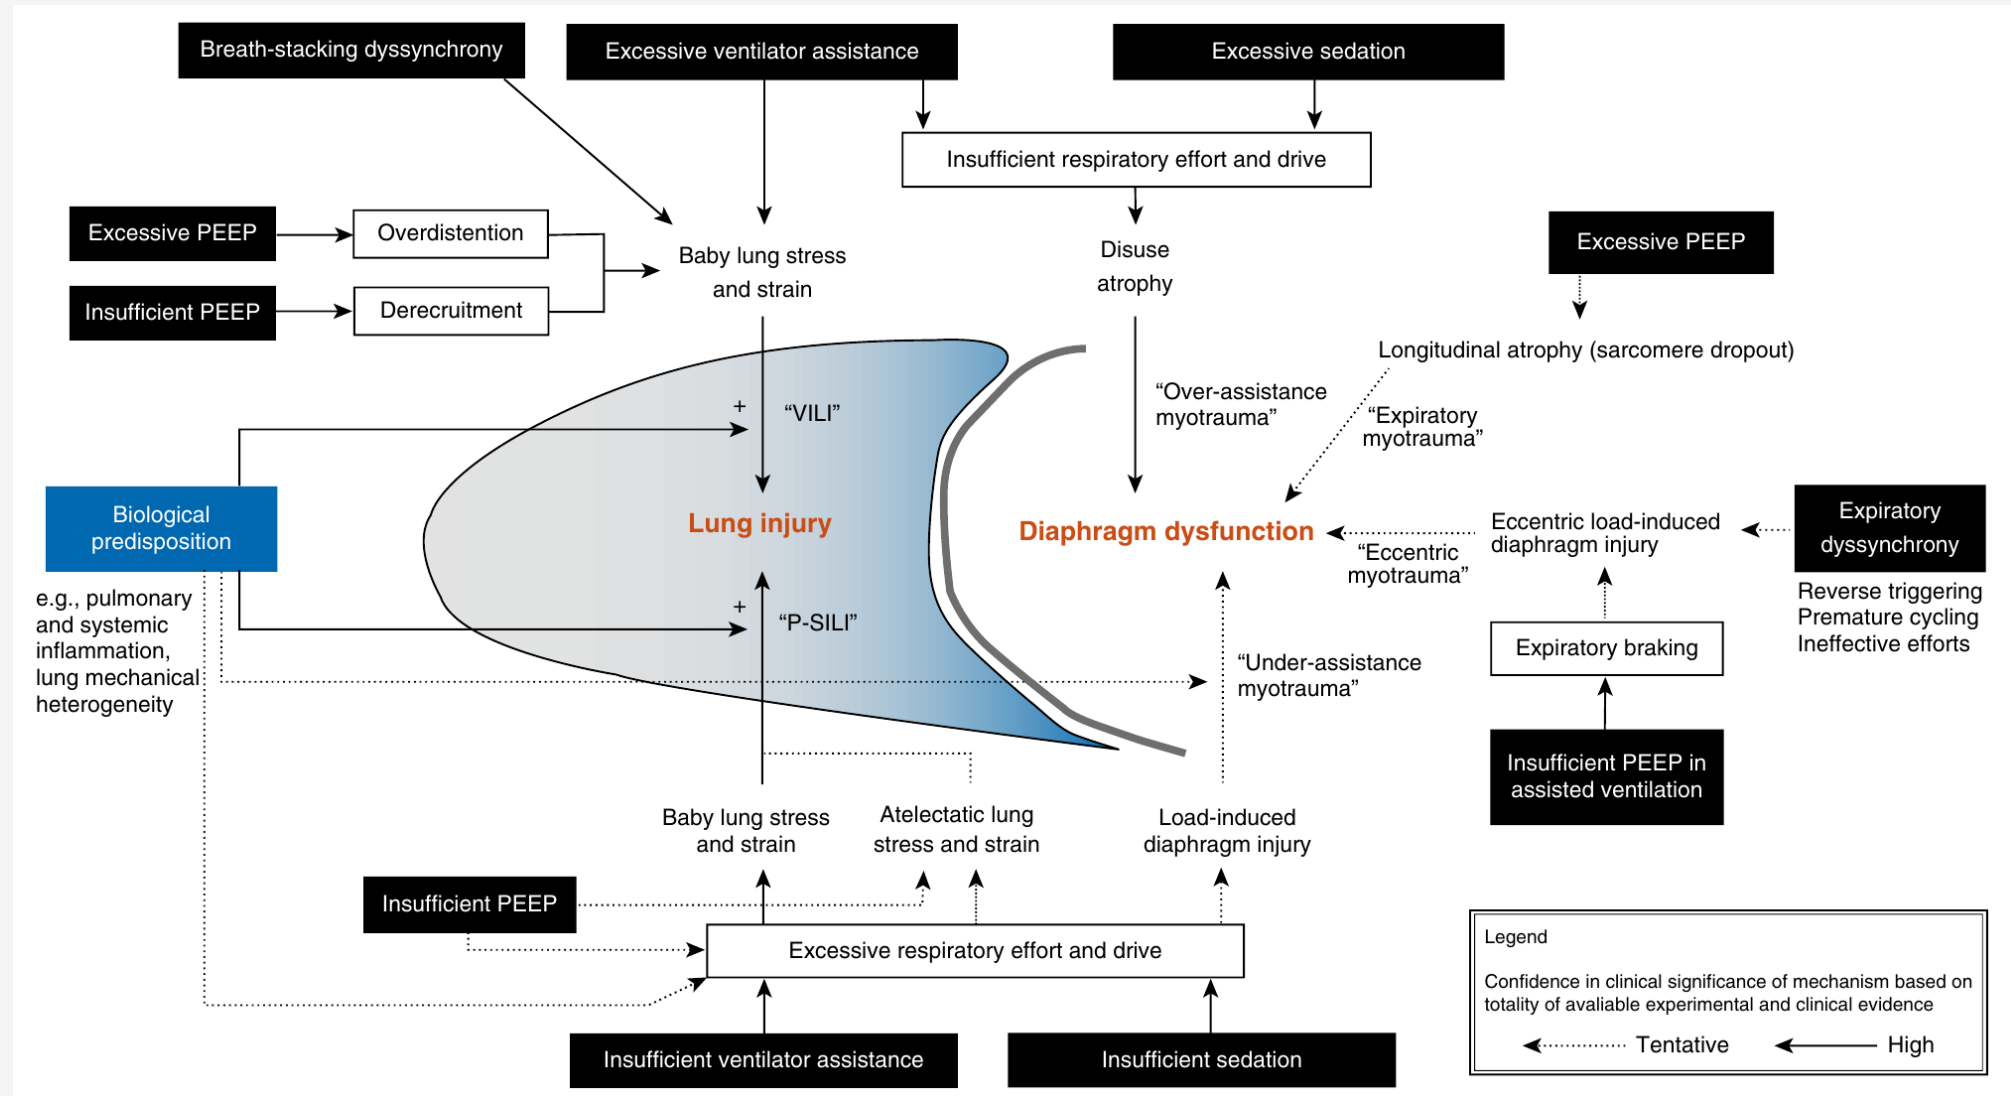 Breath-stacking dyssynchrony
Excessive ventilator assistance
Excessive sedation
Insufficient respiratory effort and drive
Excessive PEEP
Overdistention
Insufficient PEEP
Derecruitment
Baby lung stress
and strain
Disuse
atrophy
Excessive PEEP
Longitudinal atrophy (sarcomere dropout)
+
“VILI”
“Over-assistance
myotrauma”
“Expiratory
myotrauma”
Biological
predisposition
e.g., pulmonary
and systemic
inflammation,
lung mechanical
heterogeneity
Lung injury
Diaphragm dysfunction
“Eccentric
myotrauma”
Eccentric load-induced
diaphragm injury
Expiratory
dyssynchrony
Reverse triggering
Premature cycling
Ineffective efforts
+
“P-SILI”
“Under-assistance
myotrauma”
Expiratory braking
Insufficient PEEP in
assisted ventilation
Baby lung stress
and strain
Atelectatic lung
stress and strain
Load-induced
diaphragm injury
Insufficient PEEP
Excessive respiratory effort and drive
Insufficient ventilator assistance
Insufficient sedation
Legend
Confidence in clinical significance of mechanism based on
totality of avaliable experimental and clinical evidence
Tentative
High